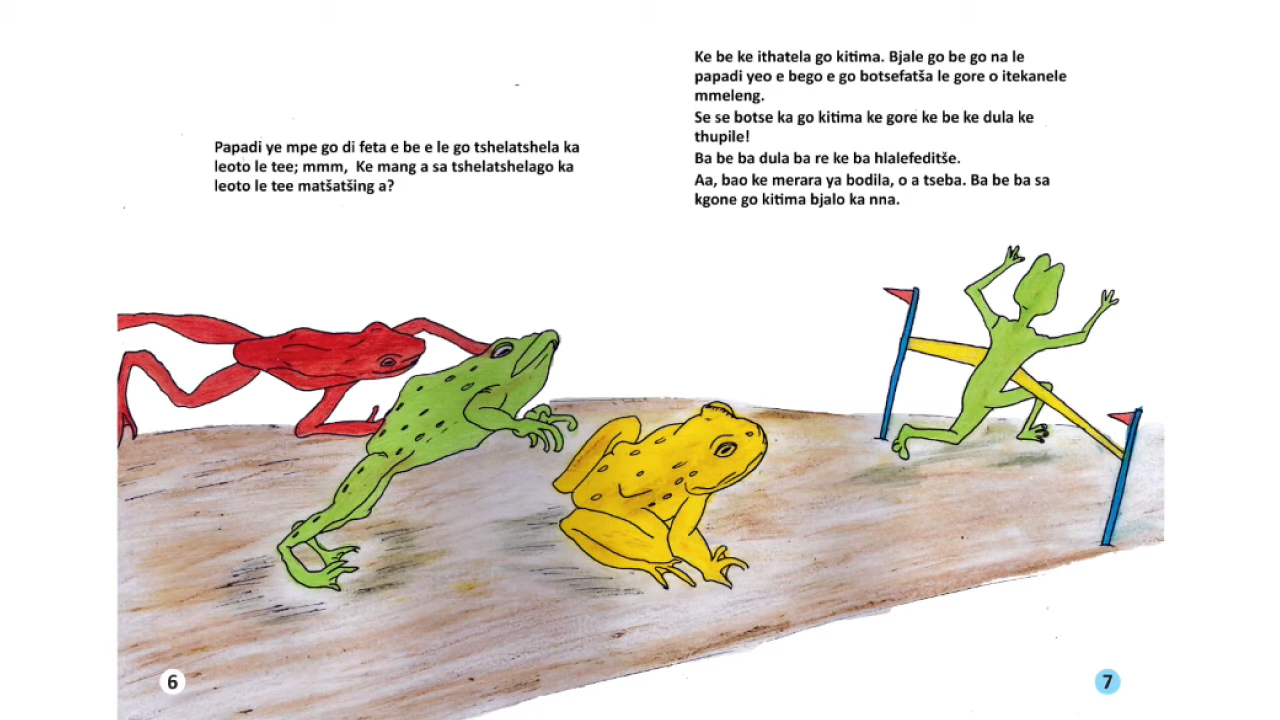 Papadi ye mpe go di feta e be e le go tshelatshela ka
leoto le tee; mmm, Ke mang a sa tshelatshelago ka
leoto le tee matšatšing a?
6
Ke be ke ithatela go kitima. Bjale go be go na le
papadi yeo e bego e go botsefatša le gore o itekanele
mmeleng.
Se se botse ka go kitima ke gore ke be ke dula ke
thupile!
Ba be ba dula ba re ke ba hlalefeditše.
Aa, bao ke merara ya bodila, o a tseba. Ba be ba sa
kgone go kitima bjalo ka nna.
7